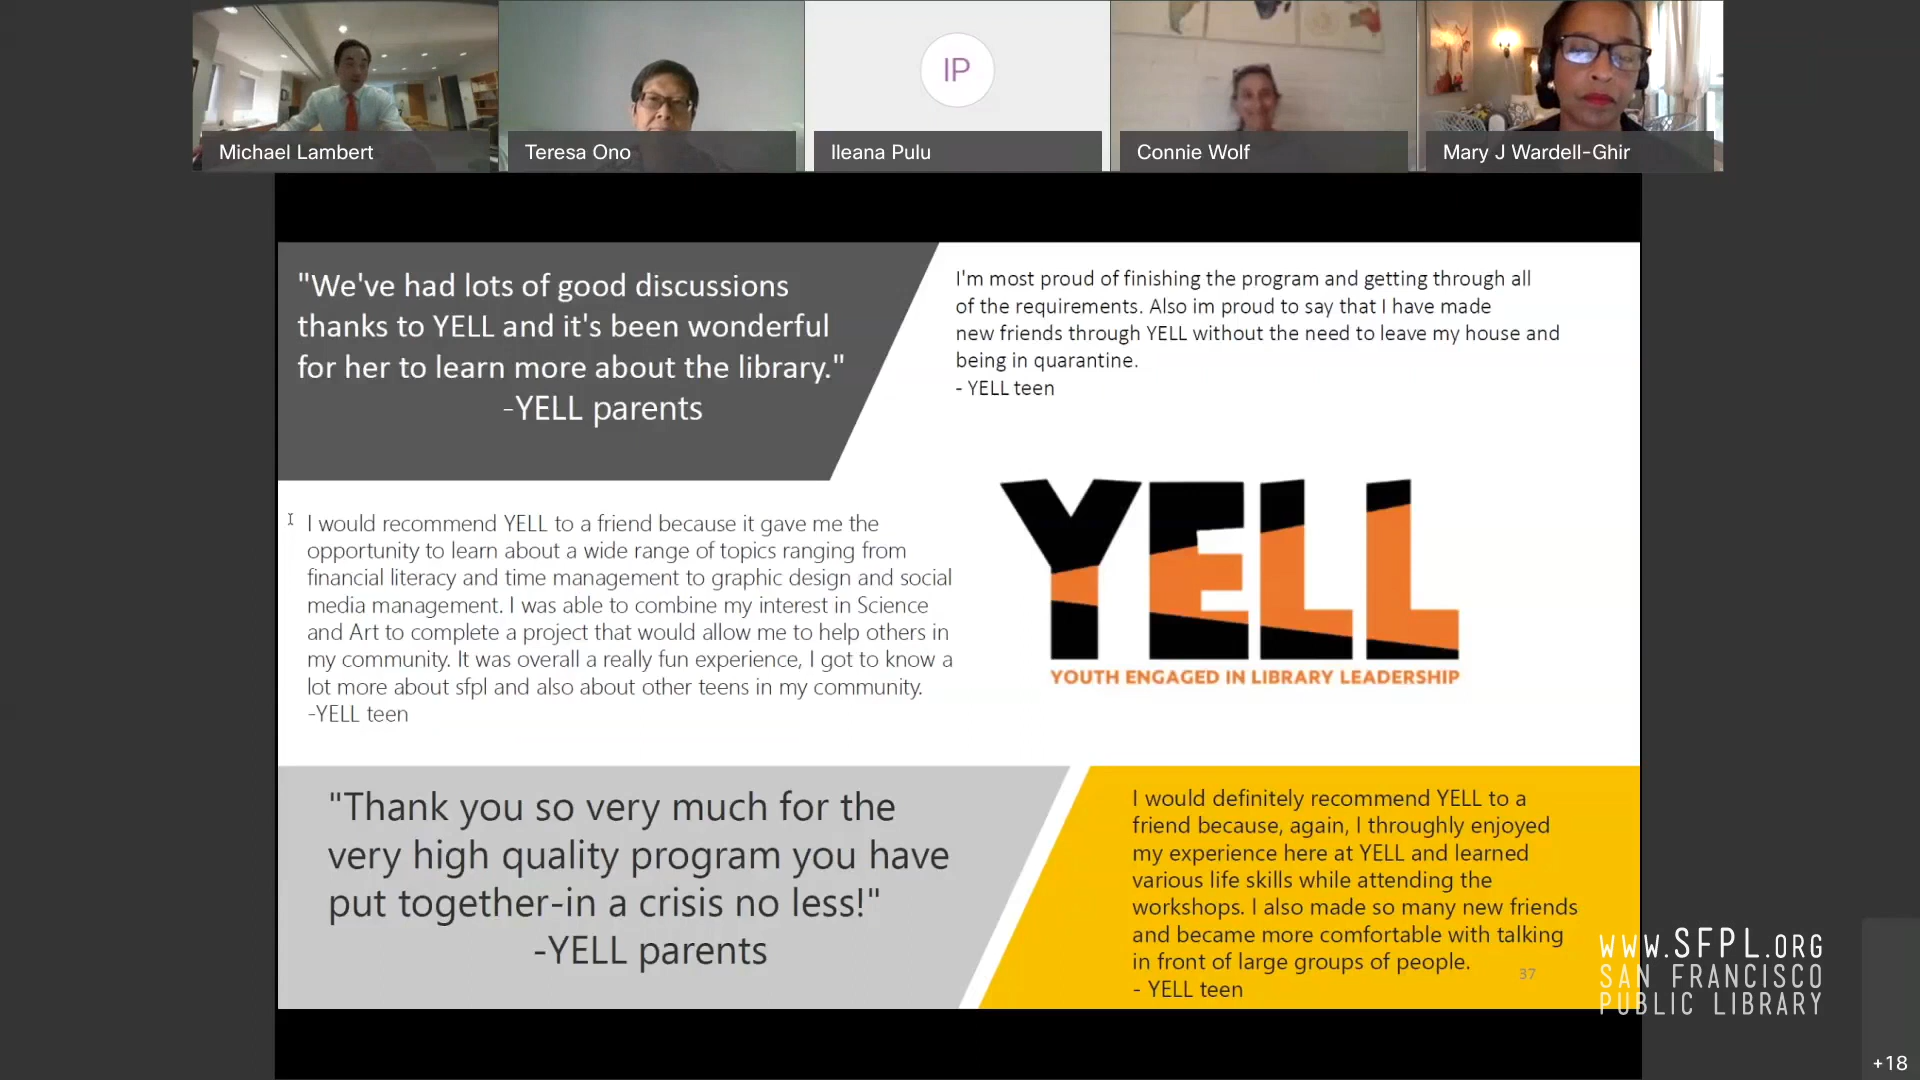 Michael Lambert
Teresa Ono
IP
Ileana Pulu
Connie Wolf
Mary J Wardell-Ghir
"We've had lots of good discussions
thanks to YELL and it's been wonderful
for her to learn more about the library."
-YELL parents
I'm most proud of finishing the program and getting through all
of the requirements. Also im proud to say that I have made
new friends through YELL without the need to leave my house and
being in quarantine.
- YELL teen
I would recommend YELL to a friend because it gave me the
opportunity to learn about a wide range of topics ranging from
financial literacy and time management to graphic design and social
media management. I was able to combine my interest in Science
and Art to complete a project that would allow me to help others in
my community. It was overall a really fun experience, I got to know a
lot more about sfpl and also about other teens in my community.
-YELL teen
YELL
YOUTH ENGAGED IN LIBRARY LEADERSHIP
"Thank you so very much for the
very high quality program you have
put together-in a crisis no less!"
-YELL parents
I would definitely recommend YELL to a
friend because, again, I throughly enjoyed
my experience here at YELL and learned
various life skills while attending the
workshops. I also made so many new friends
and became more comfortable with talking
in front of large groups of people.
- YELL teen
37
WWW.SFPL.ORG
SAN FRANCISCO
PUBLIC LIBRARY
+18